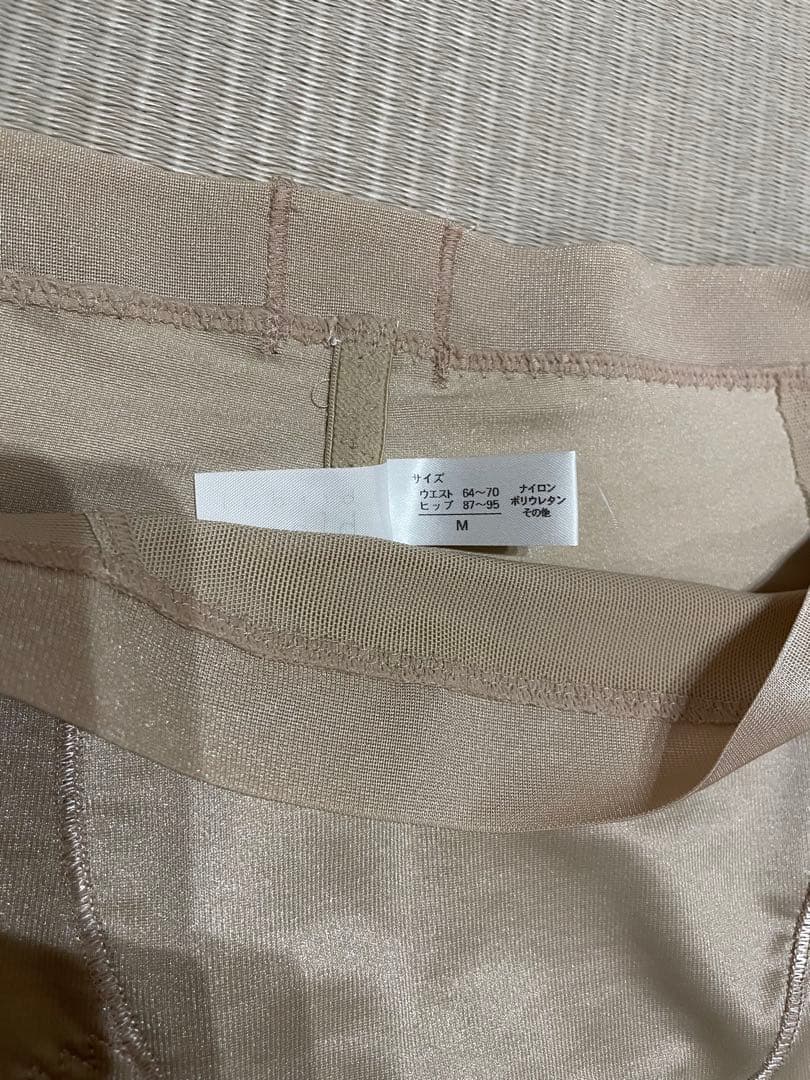 サイズ
ウエスト 64〜70
ヒップ 87〜95
M
ナイロン
ポリウレタン
その他